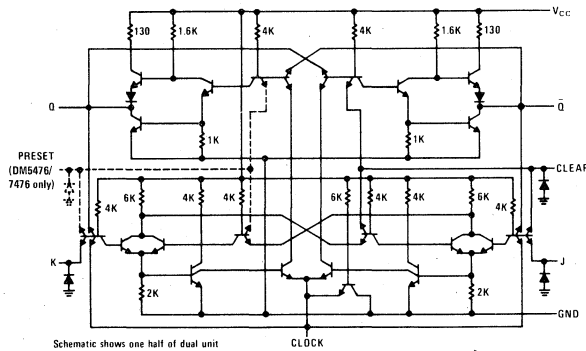 VCC
130
1.6K
4K
4K
1.6K
130
Q
Q̄
1K
1K
PRESET
(DM5476/
7476 only)
CLEAR
4K
6K
4K
4K
6K
4K
4K
6K
4K
K
J
2K
2K
GND
Schematic shows one half of dual unit
CLOCK